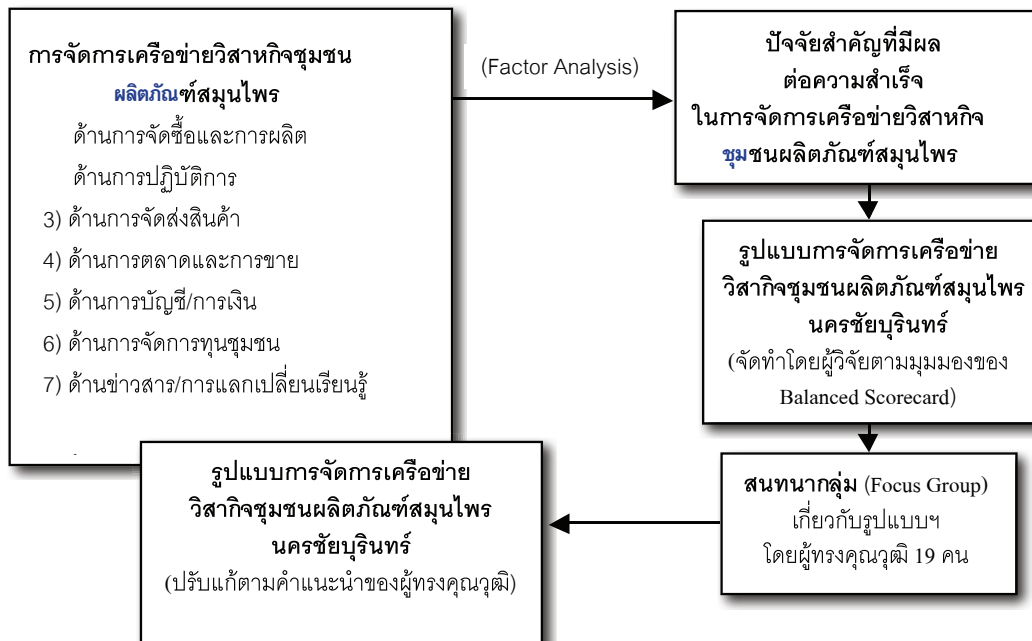 การจัดการเครือข่ายวิสาหกิจชุมชน
ผลิตภัณฑ์สมุนไพร
ด้านการจัดซื้อและการผลิต
ด้านการปฏิบัติการ
3) ด้านการจัดส่งสินค้า
4) ด้านการตลาดและการขาย
5) ด้านการบัญชี/การเงิน
6) ด้านการจัดการทุนชุมชน
7) ด้านข่าวสาร/การแลกเปลี่ยนเรียนรู้
(Factor Analysis)
ปัจจัยสำคัญที่มีผล
ต่อความสำเร็จ
ในการจัดการเครือข่ายวิสาหกิจ
ชุมชนผลิตภัณฑ์สมุนไพร
รูปแบบการจัดการเครือข่าย
วิสากิจชุมชนผลิตภัณฑ์สมุนไพร
นครชัยบุรินทร์
(จัดทำโดยผู้วิจัยตามมุมมองของ
Balanced Scorecard)
สนทนากลุ่ม (Focus Group)
เกี่ยวกับรูปแบบฯ
โดยผู้ทรงคุณวุฒิ 19 คน
รูปแบบการจัดการเครือข่าย
วิสากิจชุมชนผลิตภัณฑ์สมุนไพร
นครชัยบุรินทร์
(ปรับแก้ตามคำแนะนำของผู้ทรงคุณวุฒิ)